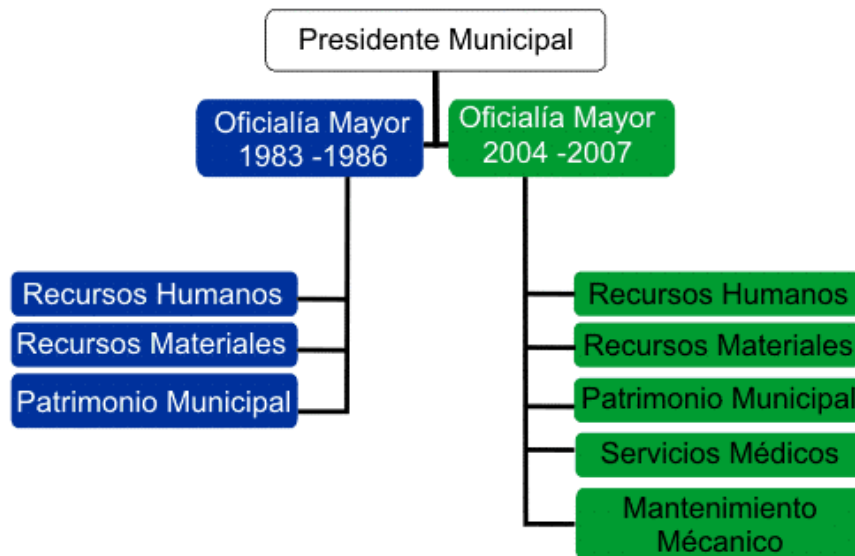 Presidente Municipal
Oficialía Mayor
1983 -1986
Oficialía Mayor
2004 -2007
Recursos Humanos
Recursos Materiales
Patrimonio Municipal
Recursos Humanos
Recursos Materiales
Patrimonio Municipal
Servicios Médicos
Mantenimiento
Mécanico